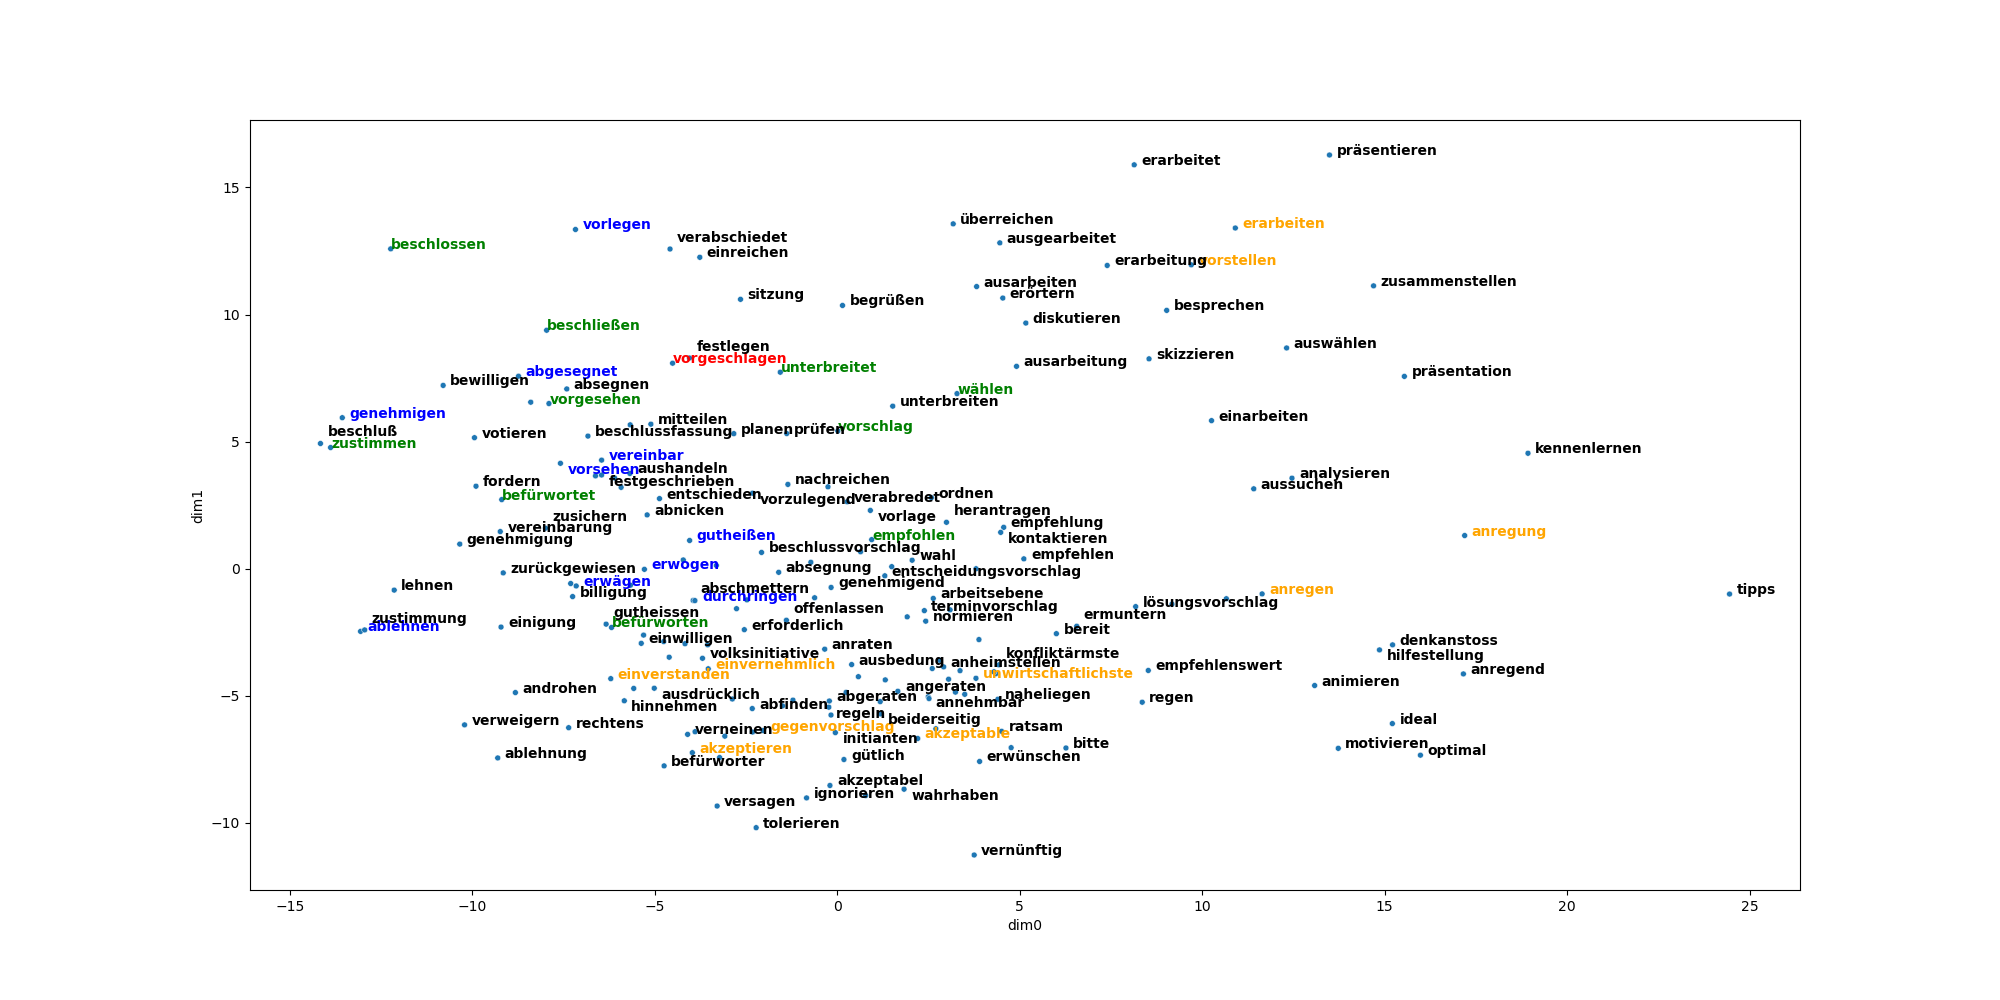 präsentieren
erarbeitet
15
überreichen
vorlegen
erarbeiten
verabschiedet
ausgearbeitet
beschlossen
einreichen
erarbeitung
vorstellen
ausarbeiten
zusammenstellen
erörtern
sitzung
begrüßen
besprechen
10
diskutieren
beschließen
festlegen
auswählen
vorgeschlagen
skizzieren
ausarbeitung
unterbreitet
abgesegnet
präsentation
bewilligen
absegnen
wählen
vorgesehen
unterbreiten
genehmigen
einarbeiten
mitteilen
vorschlag
beschluß
votieren
beschlussfassung
planen
prüfen
5
zustimmen
kennenlernen
vereinbar
vorsehen
aushandeln
analysieren
fordern
festgeschrieben
nachreichen
aussuchen
befürwortet
entschieden
vorzulegend
verabredet
ordnen
dim1
zusichern
abnicken
vorlage
herantragen
vereinbarung
empfehlung
genehmigung
gutheißen
empfohlen
kontaktieren
anregung
beschlussvorschlag
wahl
empfehlen
0
zurückgewiesen
erwogen
absegnung
entscheidungsvorschlag
lehnen
erwägen
billigung
abschmettern
genehmigend
anregen
tipps
durchringen
arbeitsebene
lösungsvorschlag
zustimmung
gutheissen
offenlassen
terminvorschlag
ermuntern
ablehnen
einigung
befürworten
erforderlich
normieren
bereit
einwilligen
anraten
denkanstoss
volksinitiative
konfliktärmste
hilfestellung
einverstanden
einvernehmlich
ausbedung
anheimstellen
unwirtschaftlichste
empfehlenswert
anregend
−5
androhen
ausdrücklich
angeraten
animieren
hinnehmen
abfinden
abgeraten
annehmbar
naheliegen
regen
verweigern
rechtens
regeln
beiderseitig
ideal
verneinen
gegenvorschlag
initianten
akzeptable
ratsam
ablehnung
akzeptieren
gütlich
erwünschen
bitte
motivieren
optimal
befürworter
akzeptabel
versagen
ignorieren
wahrhaben
−10
tolerieren
vernünftig
−15
−10
−5
0
5
10
15
20
25
dim0